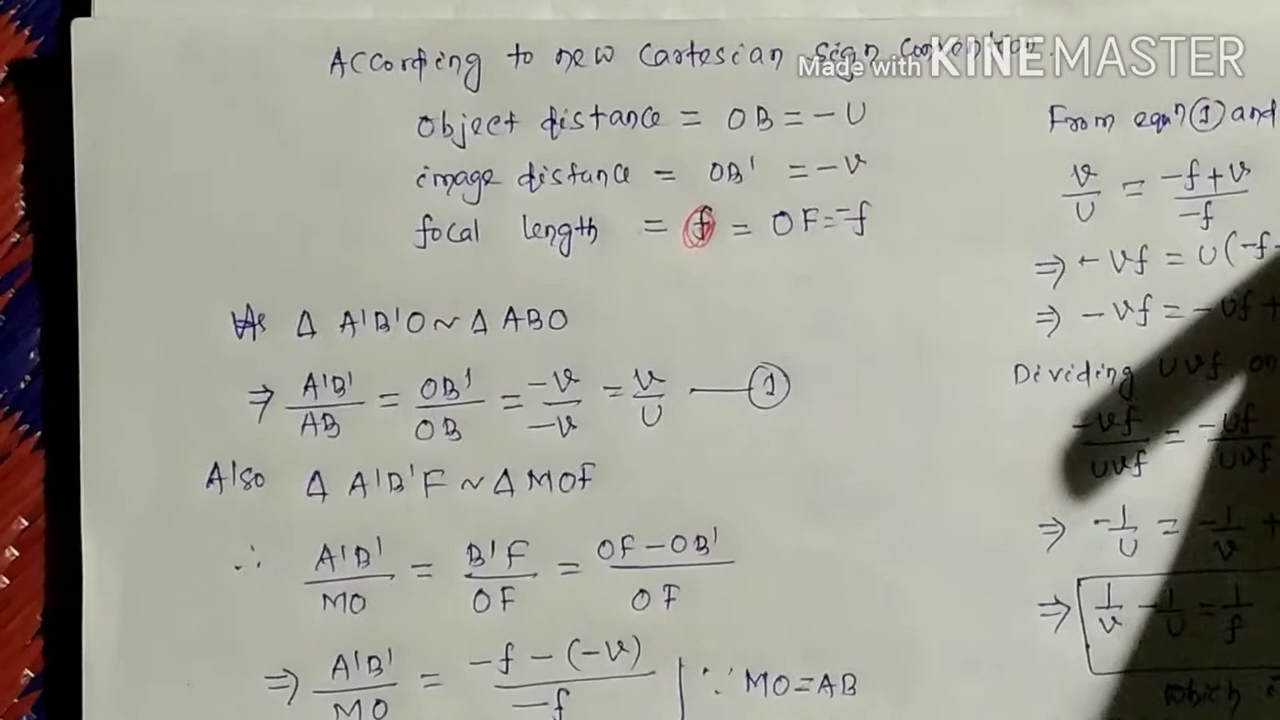 According to new Cartesian Sign Convention.
Made with KINEMASTER
Object distance = OB = -U
image distance = OB' = -v
focal length = f = OF = -f
As Δ A'B'O ~ Δ ABO
⇒ A'B'/AB = OB'/OB = -v/-v = v/U — ①
Also Δ A'B'F ~ Δ MOF
∴ A'B'/MO = B'F/OF = OF-OB'/OF
⇒ A'B'/MO = -f-(-v)/-f | ∵ MO=AB
From eqn ① and
v/U = -f+v/-f
⇒ -vf = U(-f
⇒ -vf = -Uf +
Dividing Uvf on
-vf/Uvf = -Uf/Uvf
⇒ -1/U = -1/v +
⇒ 1/v - 1/U = 1/f
which